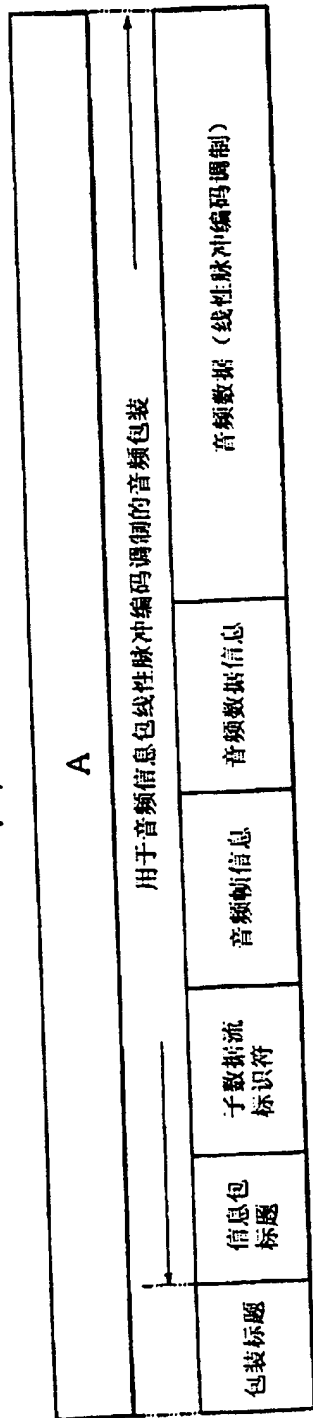 A
用于音频信息包线性脉冲编码调制的音频包装
包装标题
信息包
标题
子数据流
标识符
音频帧信息
音频数据信息
音频数据（线性脉冲编码调制）